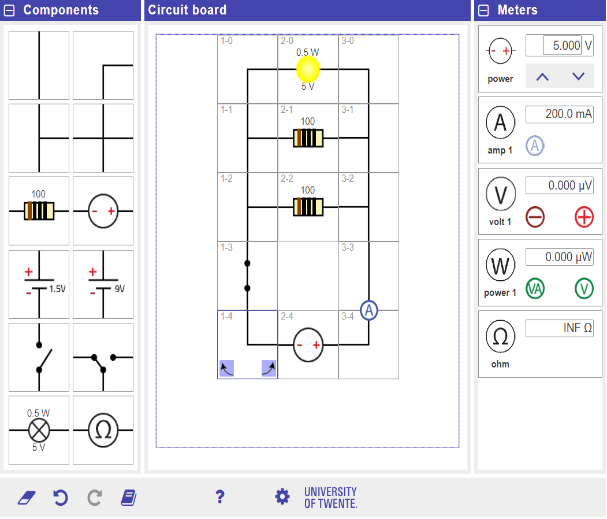 Components
Circuit board
Meters
1-0 2-0 3-0
0.5 W
5 V
1-1 2-1 3-1
100
1-2 2-2 3-2
100
1-3 3-3
A
1-4 2-4 3-4
- +
100
- +
+ - 1.5V
+ - 9V
0.5 W
5 V
Ω
- +
power
5.000 V
A
amp 1
200.0 mA
A
V
volt 1
0.000 µV
W
power 1
0.000 µW
VA V
Ω
ohm
INF Ω
?
UNIVERSITY
OF TWENTE.